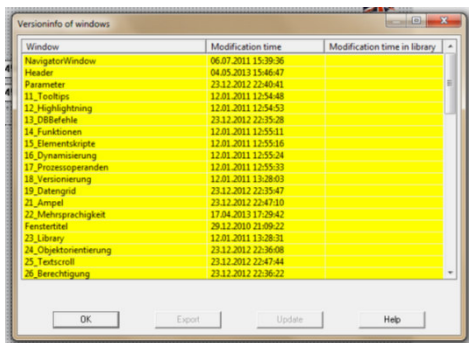 Versioninfo of windows
Window Modification time Modification time in library
NavigatorWindow 06.07.2011 15:39:36
Header 04.05.2013 15:46:47
Parameter 23.12.2012 22:40:41
11_Tooltips 12.01.2011 12:54:48
12_Highlightning 12.01.2011 12:54:53
13_DBBefehle 23.12.2012 22:35:28
14_Funktionen 12.01.2011 12:55:11
15_Elementskripte 12.01.2011 12:55:16
16_Dynamisierung 12.01.2011 12:55:24
17_Prozessoperanden 12.01.2011 12:55:33
18_Versionierung 12.01.2011 13:28:03
19_Datengrid 23.12.2012 22:35:47
21_Ampel 23.12.2012 22:47:10
22_Mehrsprachigkeit 17.04.2013 17:29:42
Fenstertitel 29.12.2010 21:09:22
23_Library 12.01.2011 13:28:31
24_Objektorientierung 23.12.2012 22:36:08
25_Textscroll 23.12.2012 22:47:44
26_Berechtigung 23.12.2012 22:36:22
OK Export Update Help